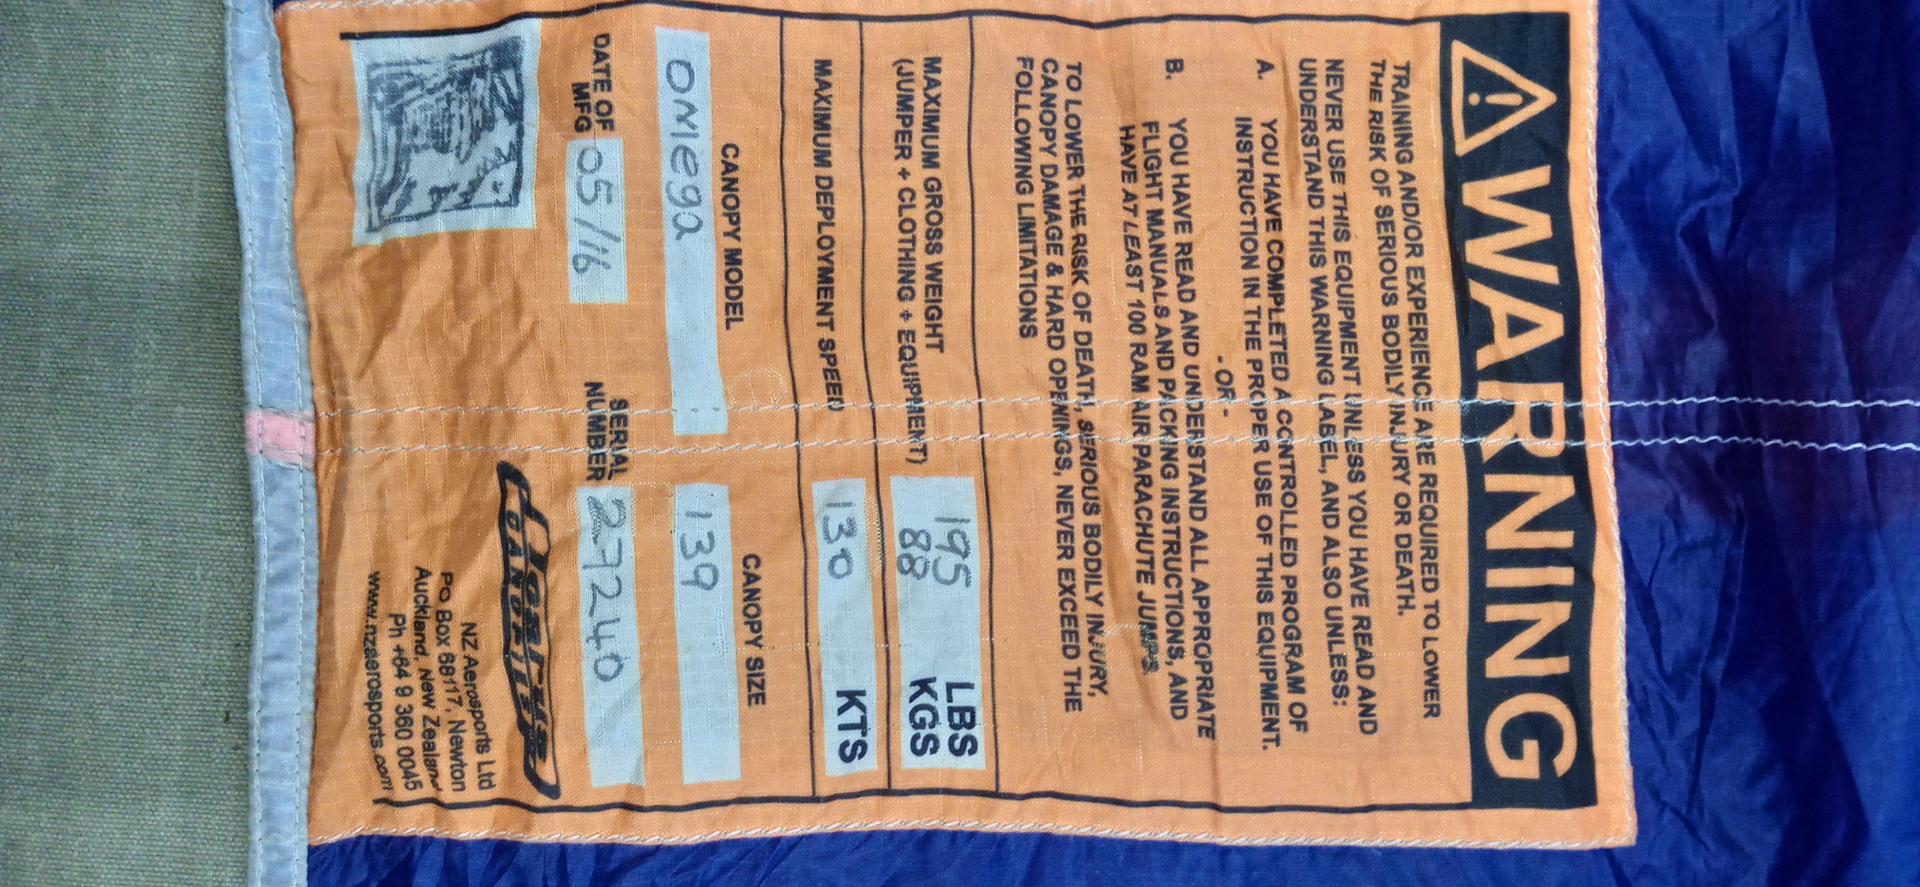 WARNING
TRAINING AND/OR EXPERIENCE ARE REQUIRED TO LOWER
THE RISK OF SERIOUS BODILY INJURY OR DEATH.
NEVER USE THIS EQUIPMENT UNLESS YOU HAVE READ AND
UNDERSTAND THIS WARNING LABEL, AND ALSO UNLESS:
A. YOU HAVE COMPLETED A CONTROLLED PROGRAM OF
INSTRUCTION IN THE PROPER USE OF THIS EQUIPMENT.
- OR -
B. YOU HAVE READ AND UNDERSTAND ALL APPROPRIATE
FLIGHT MANUALS AND PACKING INSTRUCTIONS, AND
HAVE AT LEAST 100 RAM AIR PARACHUTE JUMPS.
TO LOWER THE RISK OF DEATH, SERIOUS BODILY INJURY,
CANOPY DAMAGE & HARD OPENINGS, NEVER EXCEED THE
FOLLOWING LIMITATIONS
MAXIMUM GROSS WEIGHT 195 LBS
(JUMPER + CLOTHING + EQUIPMENT) 88 KGS
MAXIMUM DEPLOYMENT SPEED 130 KTS
CANOPY MODEL CANOPY SIZE
OMega 139
DATE OF MFG 05/16 SERIAL NUMBER 27240
Icarus
CANOPIES
NZ Aerosports Ltd
PO Box 68117, Newton
Auckland, New Zealand
Ph +64 9 360 0045
www.nzaerosports.com